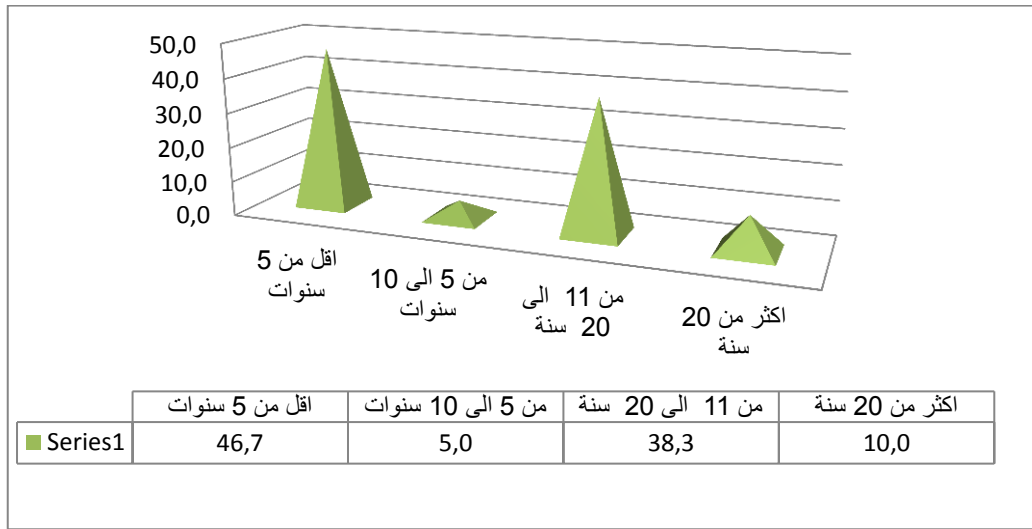 50,0
40,0
30,0
20,0
10,0
0,0
اقل من 5
سنوات
من 5 الى 10
سنوات
من 11 الى
20 سنة
اكثر من 20
سنة
اقل من 5 سنوات	من 5 الى 10 سنوات	من 11 الى 20 سنة	اكثر من 20 سنة
Series1	46,7	5,0	38,3	10,0